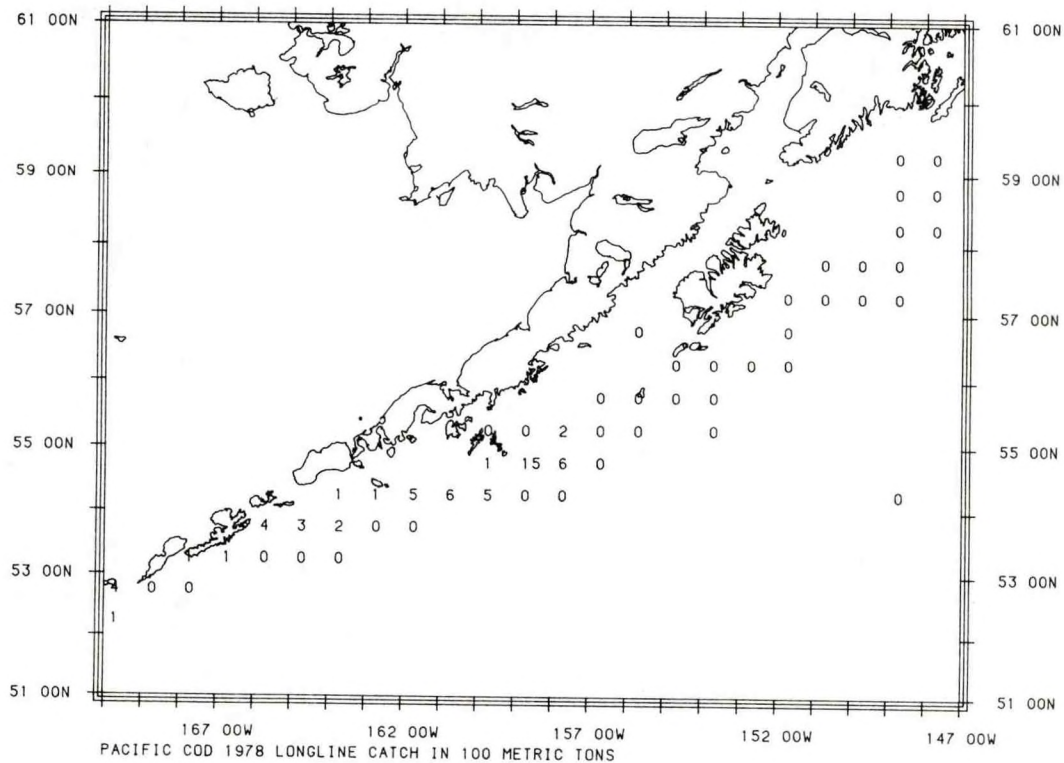 61 00N
61 00N
0 0
59 00N
59 00N
0 0
0 0
0 0 0
0 0 0 0
57 00N
57 00N
0 0
0 0 0 0
0 0 0 0
0 0 2 0 0 0
55 00N
55 00N
1 15 6 0
1 1 5 6 5 0 0 0
4 3 2 0 0
1 0 0 0
53 00N
53 00N
4 0 0
1
51 00N
51 00N
167 00W 162 00W 157 00W 152 00W 147 00W
PACIFIC COD 1978 LONGLINE CATCH IN 100 METRIC TONS